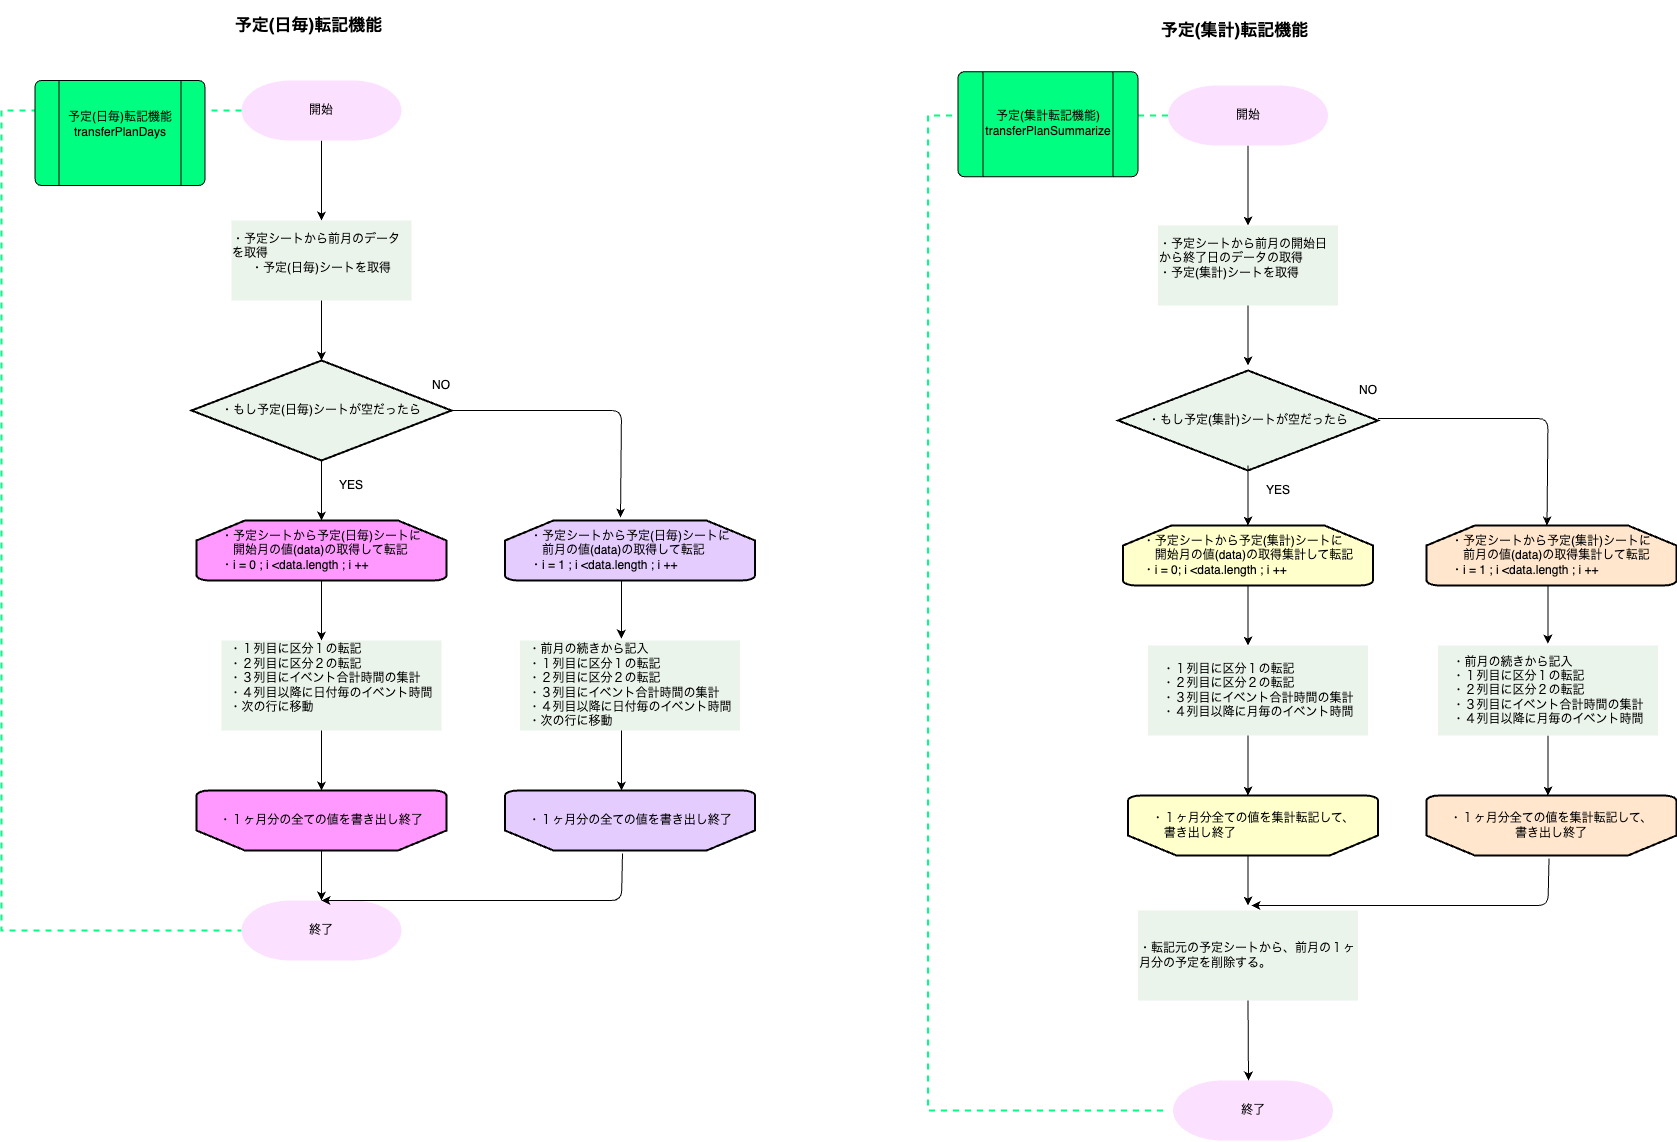 予定(日毎)転記機能
予定(日毎)転記機能
transferPlanDays
開始
・予定シートから前月のデータ
を取得
・予定(日毎)シートを取得
・もし予定(日毎)シートが空だったら
NO
YES
・予定シートから予定(日毎)シートに
開始月の値(data)の取得して転記
・i = 0 ; i <data.length ; i ++
・予定シートから予定(日毎)シートに
前月の値(data)の取得して転記
・i = 1 ; i <data.length ; i ++
・１列目に区分１の転記
・２列目に区分２の転記
・３列目にイベント合計時間の集計
・４列目以降に日付毎のイベント時間
・次の行に移動
・前月の続きから記入
・１列目に区分１の転記
・２列目に区分２の転記
・３列目にイベント合計時間の集計
・４列目以降に日付毎のイベント時間
・次の行に移動
・１ヶ月分の全ての値を書き出し終了
・１ヶ月分の全ての値を書き出し終了
終了
予定(集計)転記機能
予定(集計転記機能)
transferPlanSummarize
開始
・予定シートから前月の開始日
から終了日のデータの取得
・予定(集計)シートを取得
・もし予定(集計)シートが空だったら
NO
YES
・予定シートから予定(集計)シートに
開始月の値(data)の取得集計して転記
・i = 0; i <data.length ; i ++
・予定シートから予定(集計)シートに
前月の値(data)の取得集計して転記
・i = 1 ; i <data.length ; i ++
・１列目に区分１の転記
・２列目に区分２の転記
・３列目にイベント合計時間の集計
・４列目以降に月毎のイベント時間
・前月の続きから記入
・１列目に区分１の転記
・２列目に区分２の転記
・３列目にイベント合計時間の集計
・４列目以降に月毎のイベント時間
・１ヶ月分全ての値を集計転記して、
書き出し終了
・１ヶ月分全ての値を集計転記して、
書き出し終了
・転記元の予定シートから、前月の１ヶ
月分の予定を削除する。
終了